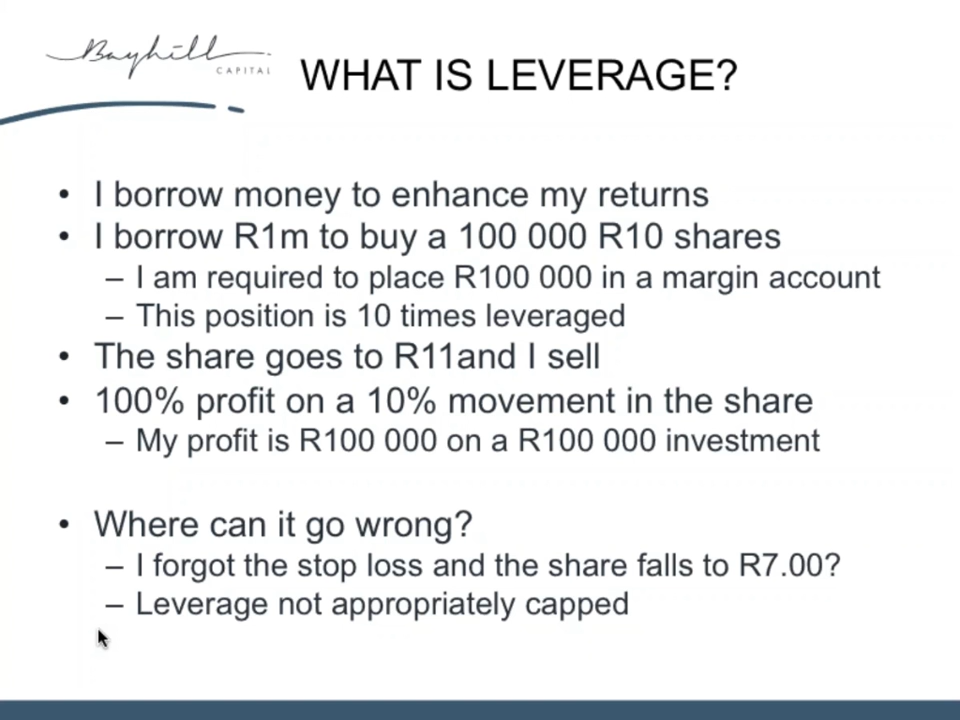 Bayhill
CAPITAL
WHAT IS LEVERAGE?
• I borrow money to enhance my returns
• I borrow R1m to buy a 100 000 R10 shares
– I am required to place R100 000 in a margin account
– This position is 10 times leveraged
• The share goes to R11and I sell
• 100% profit on a 10% movement in the share
– My profit is R100 000 on a R100 000 investment
• Where can it go wrong?
– I forgot the stop loss and the share falls to R7.00?
– Leverage not appropriately capped